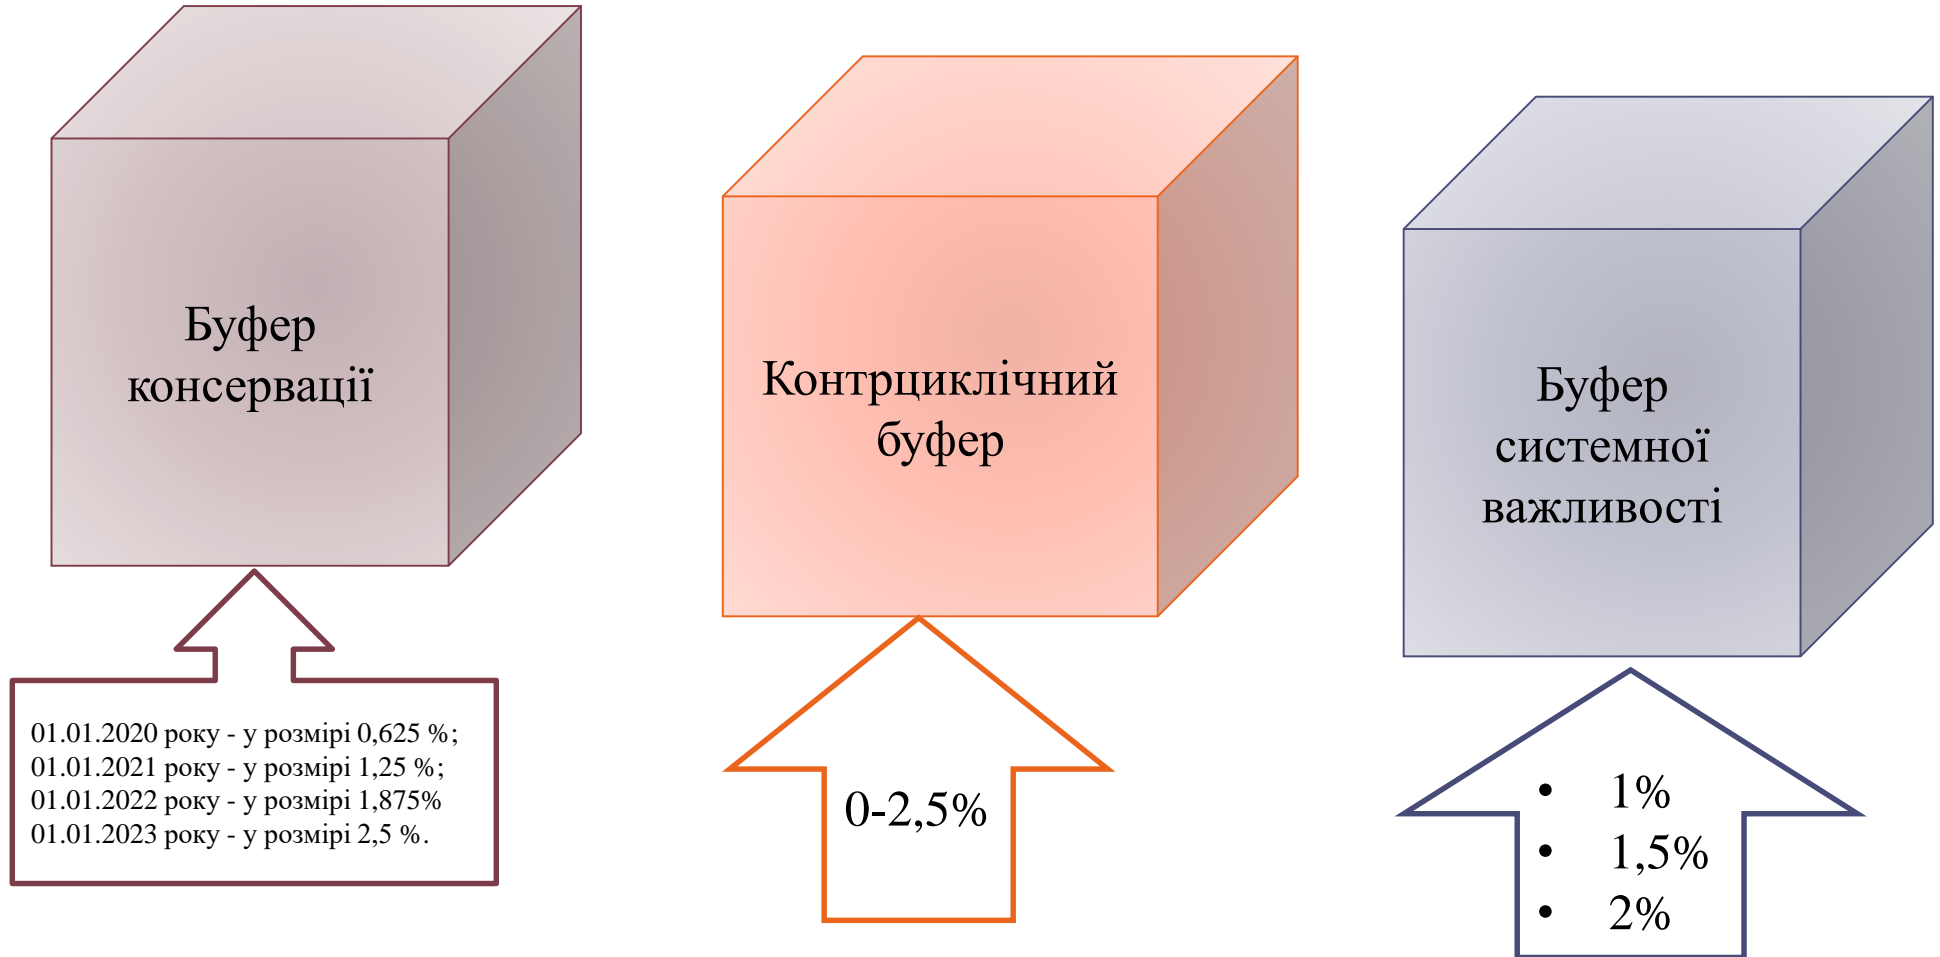 Буфер
консервації
01.01.2020 року - у розмірі 0,625 %;
01.01.2021 року - у розмірі 1,25 %;
01.01.2022 року - у розмірі 1,875%
01.01.2023 року - у розмірі 2,5 %.
Контрциклічний
буфер
0-2,5%
Буфер
системної
важливості
• 1%
• 1,5%
• 2%